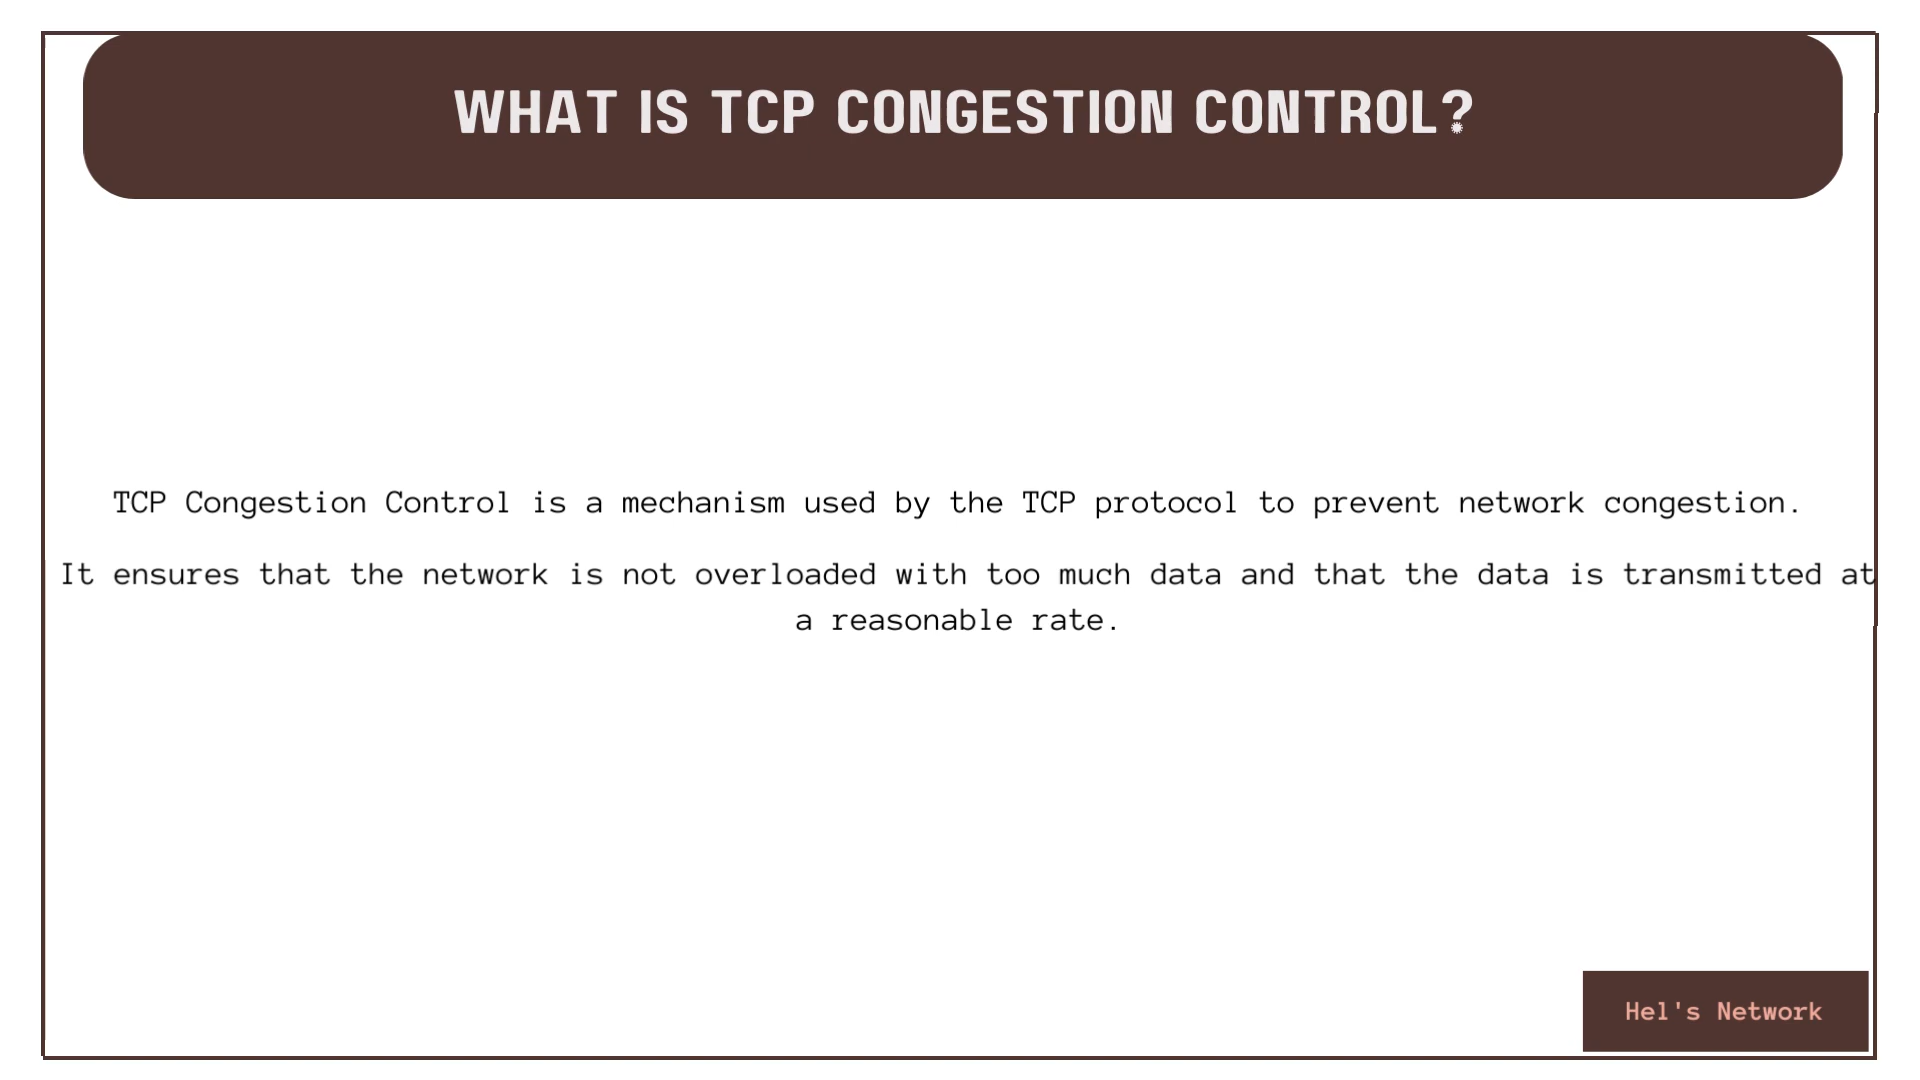 WHAT IS TCP CONGESTION CONTROL?
TCP Congestion Control is a mechanism used by the TCP protocol to prevent network congestion.
It ensures that the network is not overloaded with too much data and that the data is transmitted at
a reasonable rate.
Hel's Network